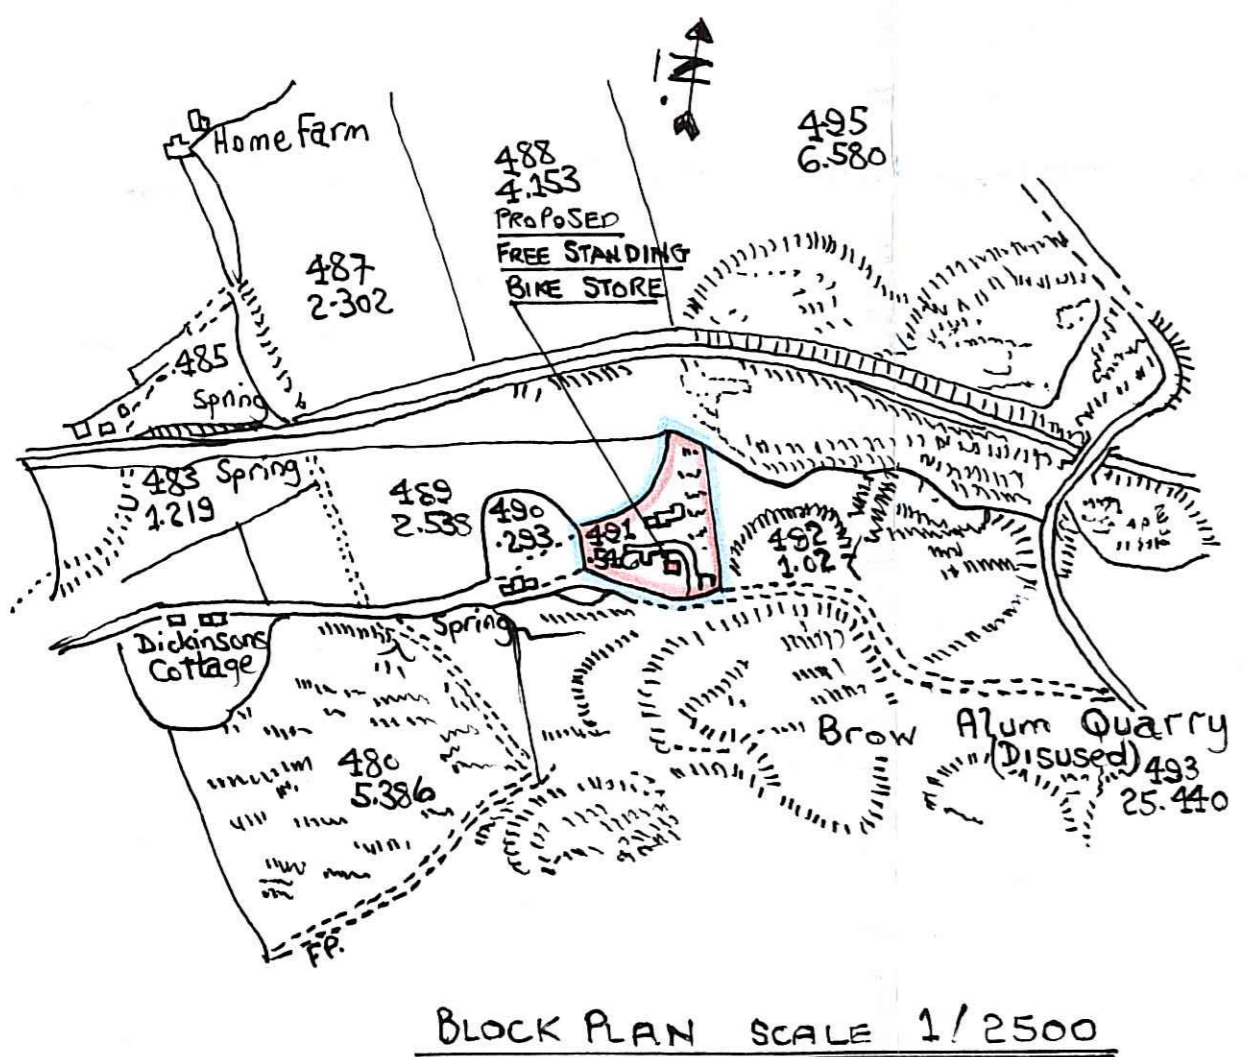 N
Home Farm
495
6.580
488
4.153
PROPOSED
FREE STANDING
BIKE STORE
487
2.302
485
Spring
483
1.219
Spring
489
2.538
490
.293
491
.546
492
1.02
Spring
Dickinsons
Cottage
480
5.386
Brow
Alum Quarry
(Disused)
493
25.440
FP.
BLOCK PLAN SCALE 1/2500